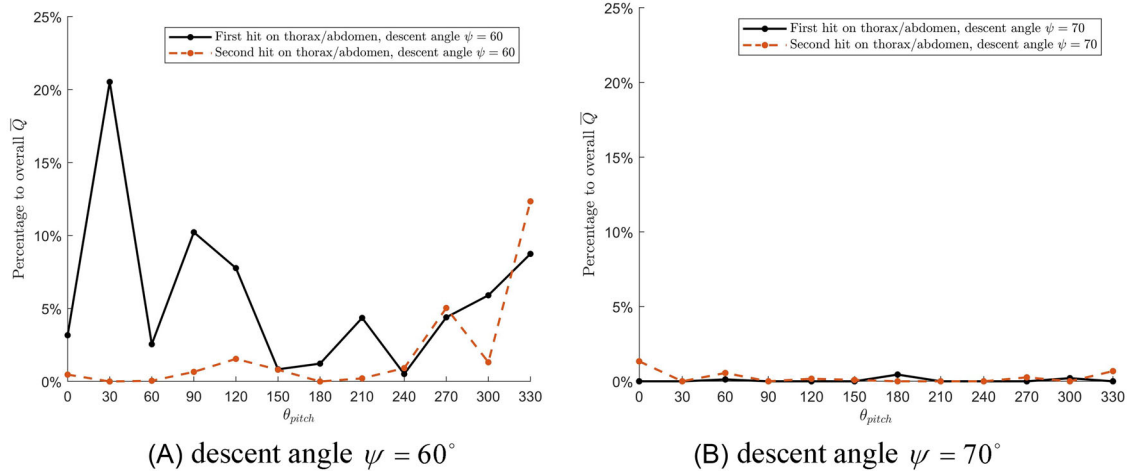 25%
20%
15%
10%
5%
0%
Percentage to overall Q̅
First hit on thorax/abdomen, descent angle ψ = 60
Second hit on thorax/abdomen, descent angle ψ = 60
0 30 60 90 120 150 180 210 240 270 300 330
θpitch
(A) descent angle ψ = 60°
25%
20%
15%
10%
5%
0%
Percentage to overall Q̅
First hit on thorax/abdomen, descent angle ψ = 70
Second hit on thorax/abdomen, descent angle ψ = 70
0 30 60 90 120 150 180 210 240 270 300 330
θpitch
(B) descent angle ψ = 70°